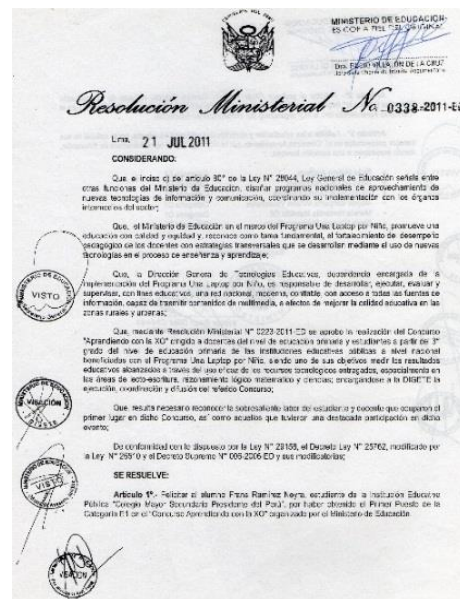 MINISTERIO DE EDUCACION
ES COPIA FIEL DEL ORIGINAL
Resolución Ministerial No. 0338-2011-ED
Lima, 21 JUL 2011
CONSIDERANDO:
Que, el inciso c) del artículo 80° de la Ley N° 28044, Ley General de Educación señala entre
otras funciones del Ministerio de Educación, diseñar programas nacionales de aprovechamiento de
nuevas tecnologías de información y comunicación, coordinando su implementación con los órganos
intermedios del sector;
Que, el Ministerio de Educación en el marco del Programa Una Laptop por Niño, promueve una
educación con calidad y equidad y, reconoce como tema fundamental, el fortalecimiento de desempeño
pedagógico de los docentes con estrategias transversales que se desarrollan mediante el uso de nuevas
tecnologías en el proceso de enseñanza y aprendizaje;
Que, la Dirección General de Tecnologías Educativas, dependencia encargada de la
implementación del Programa Una Laptop por Niño, es responsable de desarrollar, ejecutar, evaluar y
supervisar, con fines educativos, una red nacional, moderna, confiable, con acceso a todas las fuentes de
información, capaz de transmitir contenidos de multimedia, a efectos de mejorar la calidad educativa en las
zonas rurales y urbanas;
Que, mediante Resolución Ministerial N° 0223-2011-ED se aprobó la realización del Concurso
"Aprendiendo con la XO" dirigido a docentes del nivel de educación primaria y estudiantes a partir del 3°
grado del nivel de educación primaria de las instituciones educativas públicas a nivel nacional
beneficiadas con el Programa Una Laptop por Niño, siendo uno de sus objetivos medir los resultados
educativos alcanzados a través del uso eficaz de los recursos tecnológicos entregados, especialmente en
las áreas de lecto-escritura, razonamiento lógico matemático y ciencias; encargándose a la DIGETE la
ejecución, coordinación y difusión del referido Concurso;
Que, resulta necesario reconocer la sobresaliente labor del estudiante y docente que ocuparon el
primer lugar en dicho Concurso, así como aquellos que tuvieron una destacada participación en dicho
evento;
De conformidad con lo dispuesto por la Ley N° 29158, el Decreto Ley N° 25762, modificado por
la Ley N° 26510 y el Decreto Supremo N° 006-2006-ED y sus modificatorias;
SE RESUELVE:
Artículo 1°.- Felicitar al alumno Frans Ramirez Neyra, estudiante de la Institución Educativa
Pública "Colegio Mayor Secundario Presidente del Perú", por haber obtenido el Primer Puesto de la
Categoría E1 en el "Concurso Aprendiendo con la XO" organizado por el Ministerio de Educación.
VISTO
VISACIÓN
VISTO
VISACIÓN